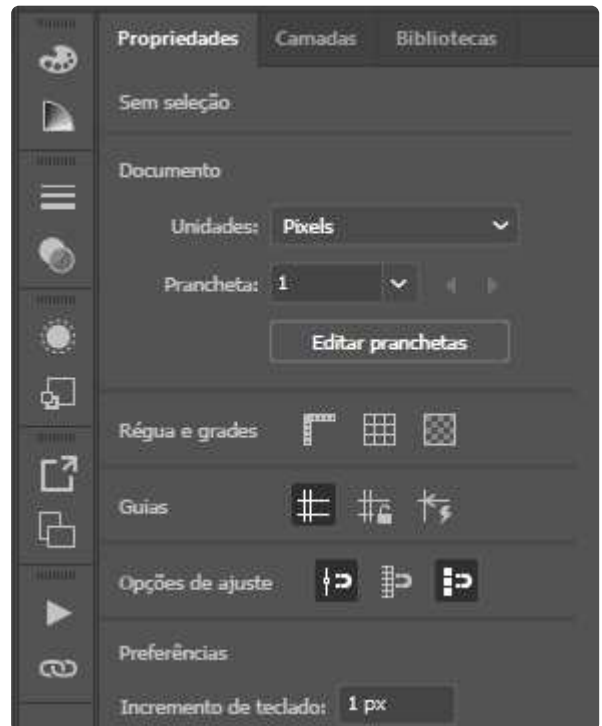 Propriedades Camadas Bibliotecas
Sem seleção
Documento
Unidades: Pixels
Prancheta: 1
Editar pranchetas
Régua e grades
Guias
Opções de ajuste
Preferências
Incremento de teclado: 1 px